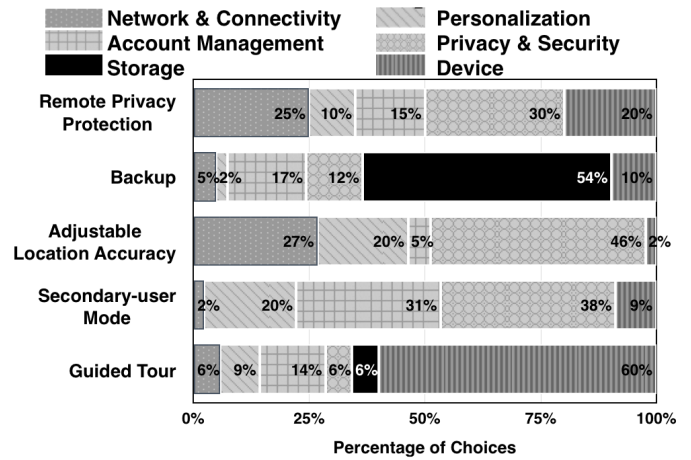 Network & Connectivity Personalization
Account Management Privacy & Security
Storage Device
Remote Privacy
Protection
25% 10% 15% 30% 20%
Backup
5% 2% 17% 12% 54% 10%
Adjustable
Location Accuracy
27% 20% 5% 46% 2%
Secondary-user
Mode
2% 20% 31% 38% 9%
Guided Tour
6% 9% 14% 6% 6% 60%
0% 25% 50% 75% 100%
Percentage of Choices